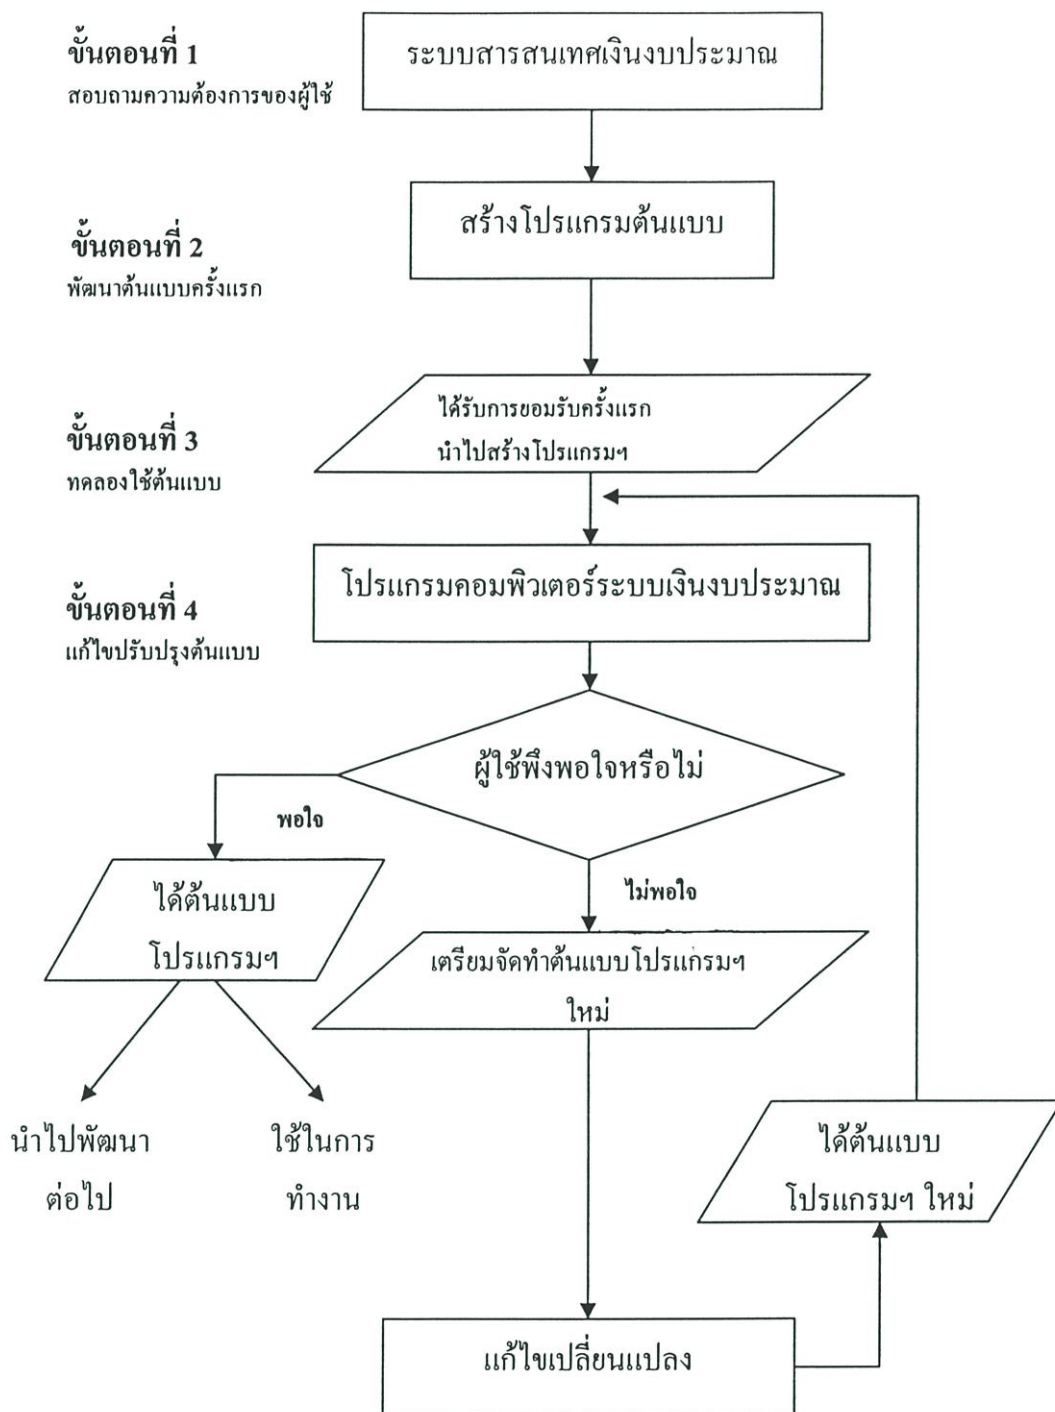 ขั้นตอนที่ 1
สอบถามความต้องการของผู้ใช้
ระบบสารสนเทศเงินงบประมาณ
ขั้นตอนที่ 2
พัฒนาต้นแบบครั้งแรก
สร้างโปรแกรมต้นแบบ
ขั้นตอนที่ 3
ทดลองใช้ต้นแบบ
ได้รับการยอมรับครั้งแรก
นำไปสร้างโปรแกรมฯ
ขั้นตอนที่ 4
แก้ไขปรับปรุงต้นแบบ
โปรแกรมคอมพิวเตอร์ระบบเงินงบประมาณ
ผู้ใช้พึงพอใจหรือไม่
พอใจ
ไม่พอใจ
ได้ต้นแบบ
โปรแกรมฯ
เตรียมจัดทำต้นแบบโปรแกรมฯ
ใหม่
นำไปพัฒนา
ต่อไป
ใช้ในการ
ทำงาน
ได้ต้นแบบ
โปรแกรมฯ ใหม่
แก้ไขเปลี่ยนแปลง